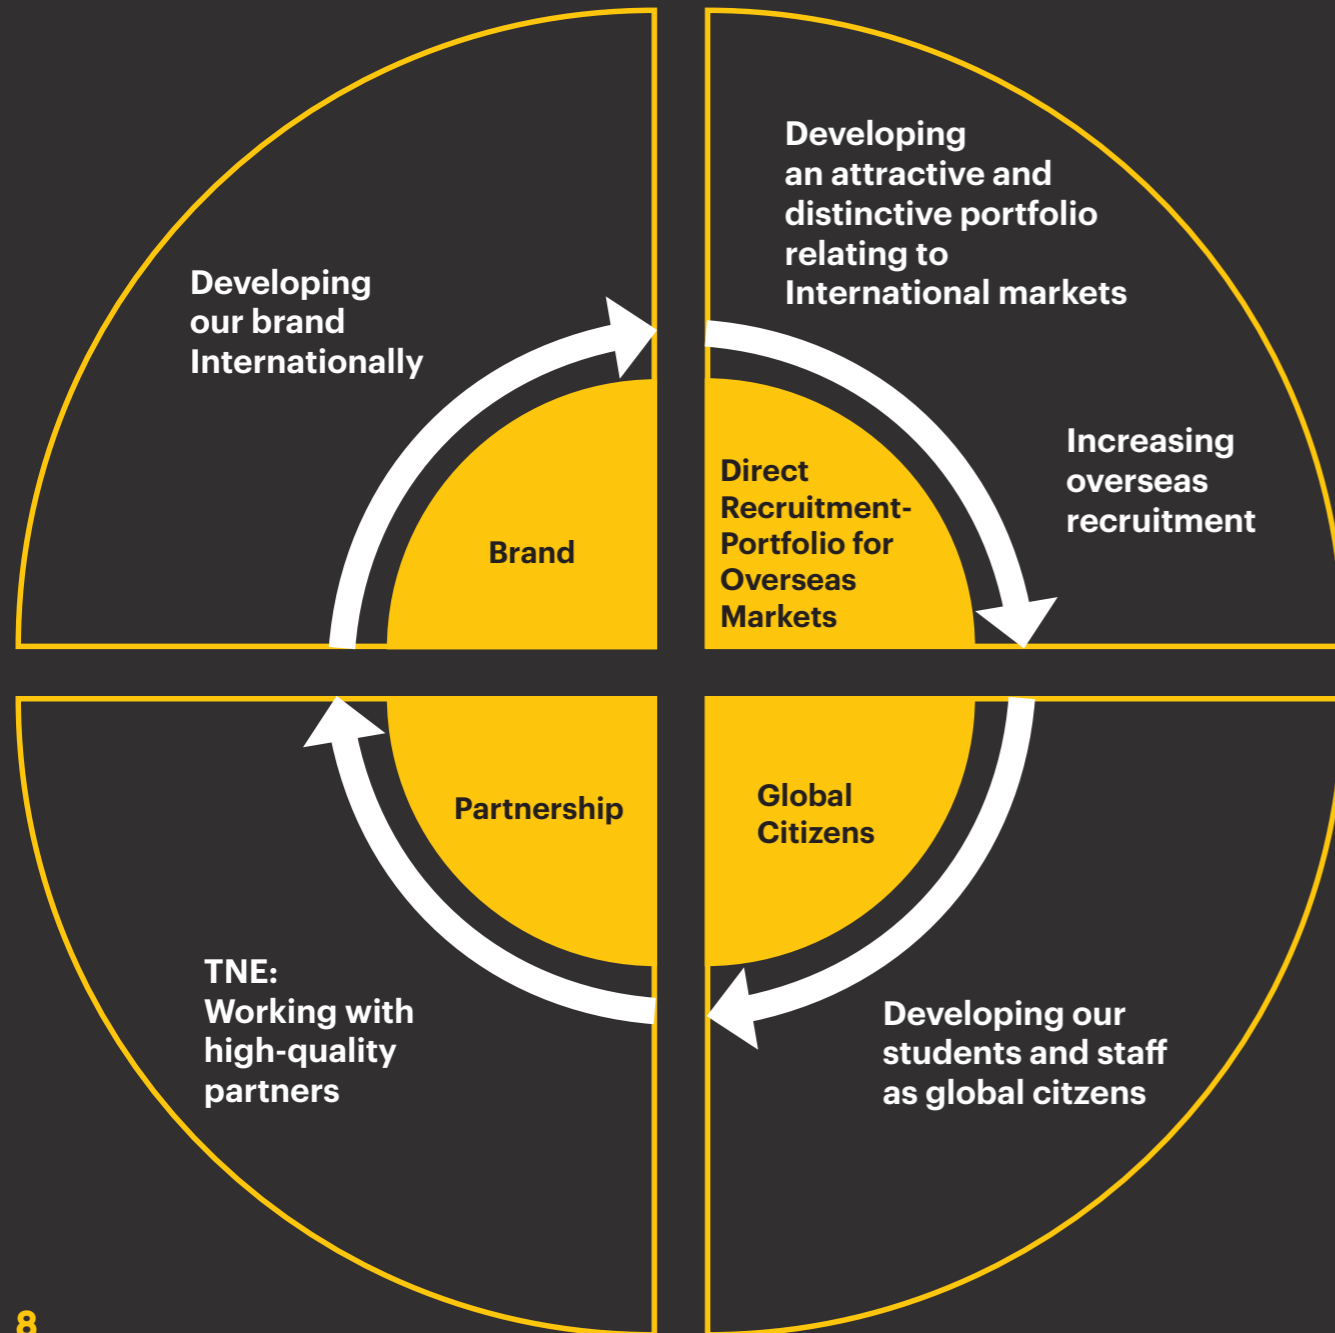 Developing
our brand
Internationally
Brand
Developing
an attractive and
distinctive portfolio
relating to
International markets
Increasing
overseas
recruitment
Direct
Recruitment-
Portfolio for
Overseas
Markets
Partnership
TNE:
Working with
high-quality
partners
Global
Citizens
Developing our
students and staff
as global citzens
8